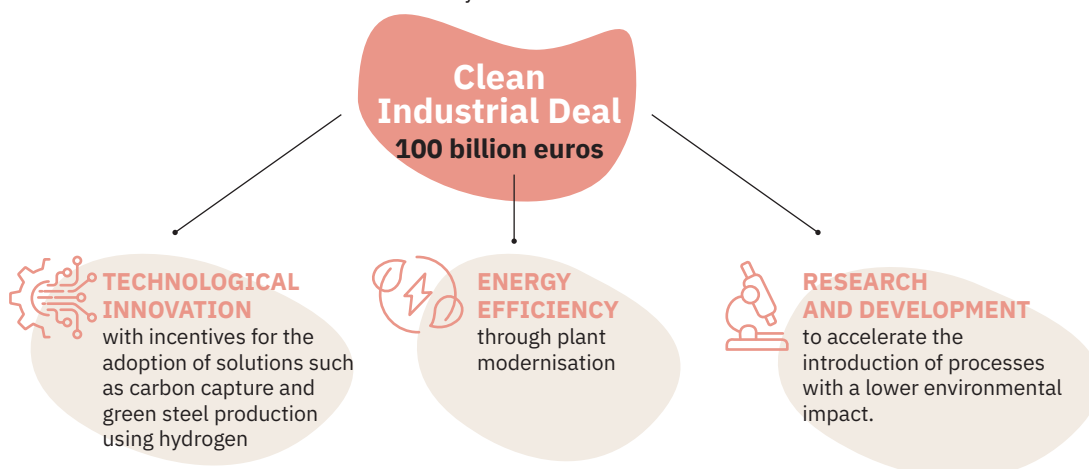 Clean
Industrial Deal
100 billion euros
TECHNOLOGICAL
INNOVATION
with incentives for the
adoption of solutions such
as carbon capture and
green steel production
using hydrogen
ENERGY
EFFICIENCY
through plant
modernisation
RESEARCH
AND DEVELOPMENT
to accelerate the
introduction of processes
with a lower environmental
impact.